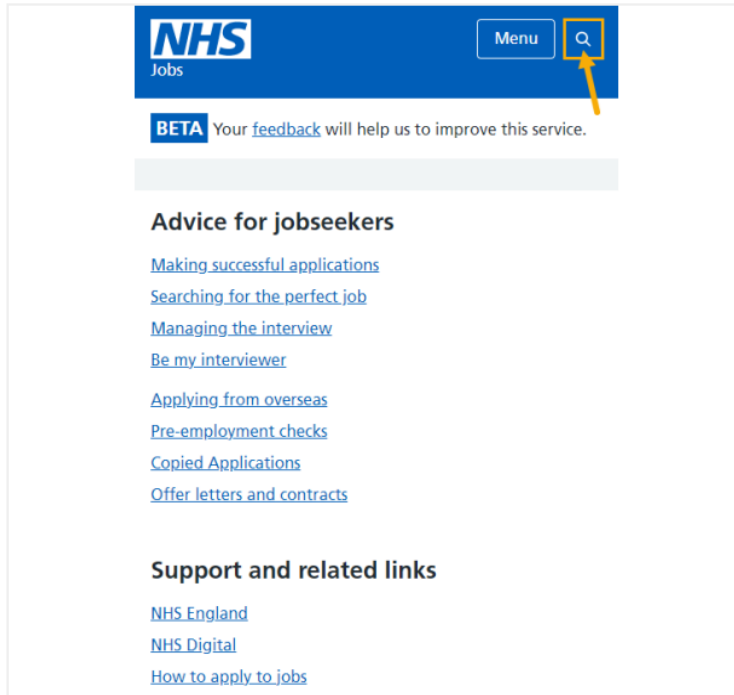 NHS
Jobs
Menu
BETA Your feedback will help us to improve this service.
Advice for jobseekers
Making successful applications
Searching for the perfect job
Managing the interview
Be my interviewer
Applying from overseas
Pre-employment checks
Copied Applications
Offer letters and contracts
Support and related links
NHS England
NHS Digital
How to apply to jobs